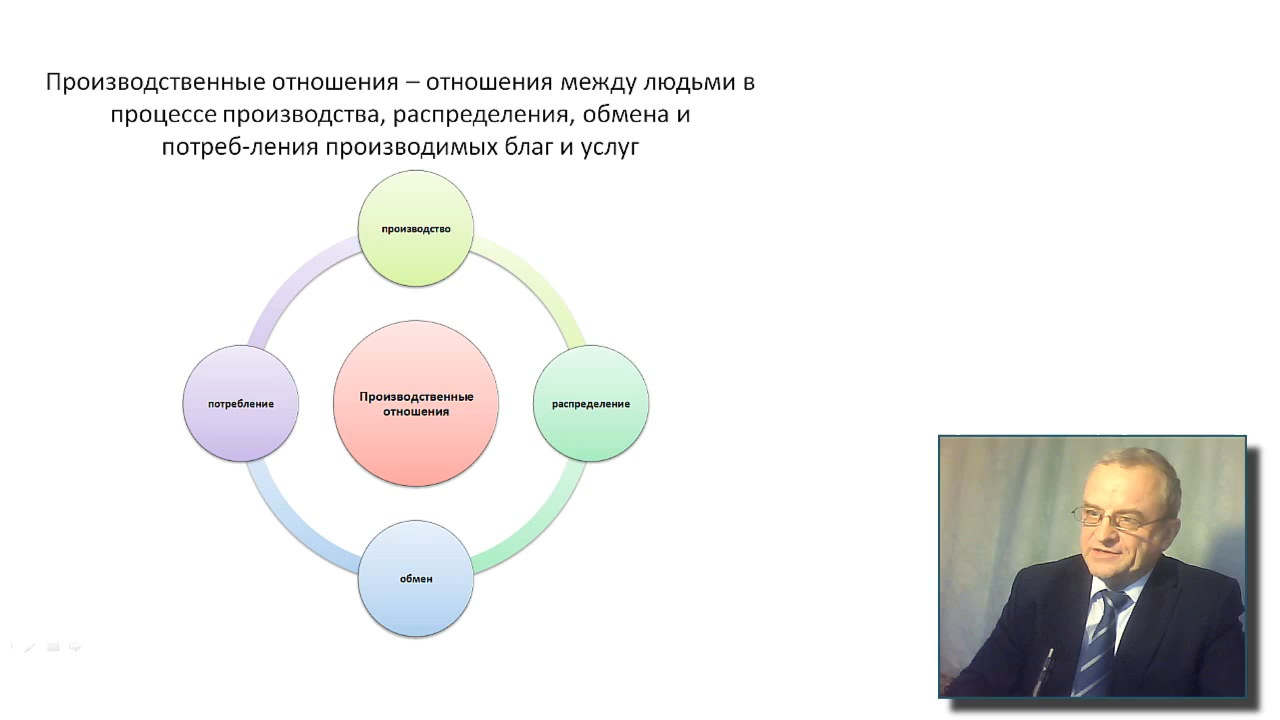 Производственные отношения – отношения между людьми в
процессе производства, распределения, обмена и
потреб-ления производимых благ и услуг
производство
потребление
Производственные
отношения
распределение
обмен